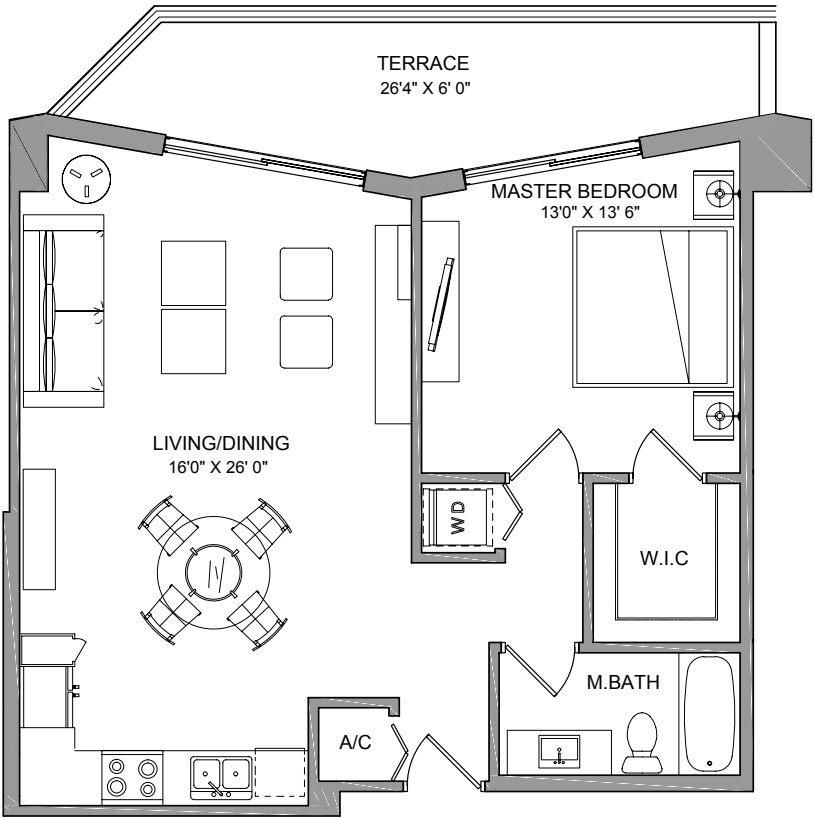 TERRACE
26'4" X 6' 0"
MASTER BEDROOM
13'0" X 13' 6"
LIVING/DINING
16'0" X 26' 0"
WD
W.I.C
M.BATH
A/C